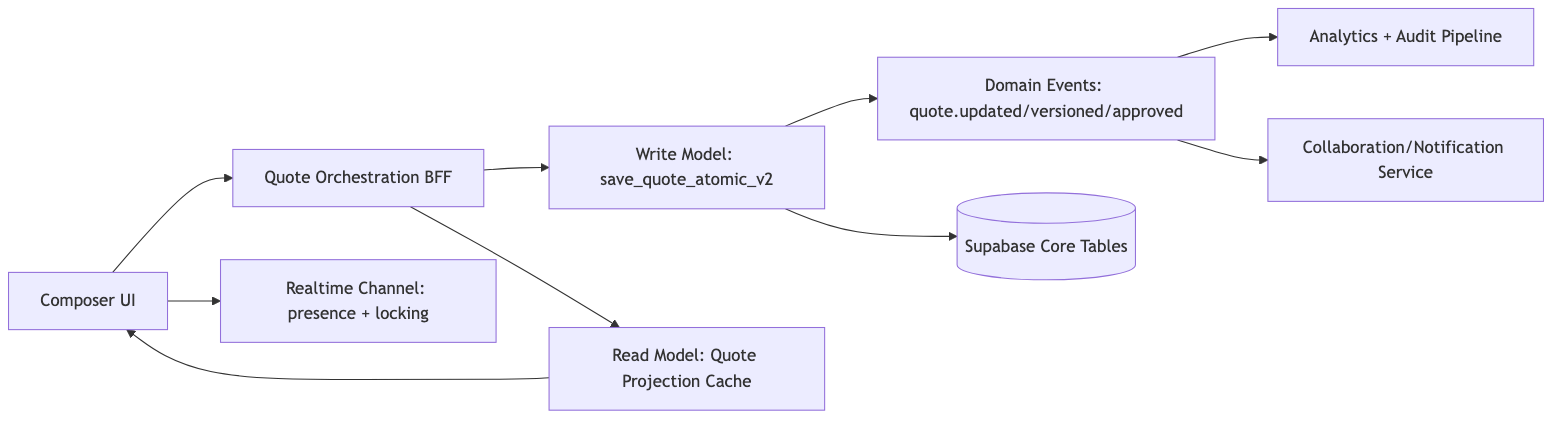 Composer UI
Quote Orchestration BFF
Realtime Channel:
presence + locking
Write Model:
save_quote_atomic_v2
Read Model: Quote
Projection Cache
Domain Events:
quote.updated/versioned/approved
Supabase Core Tables
Analytics + Audit Pipeline
Collaboration/Notification
Service